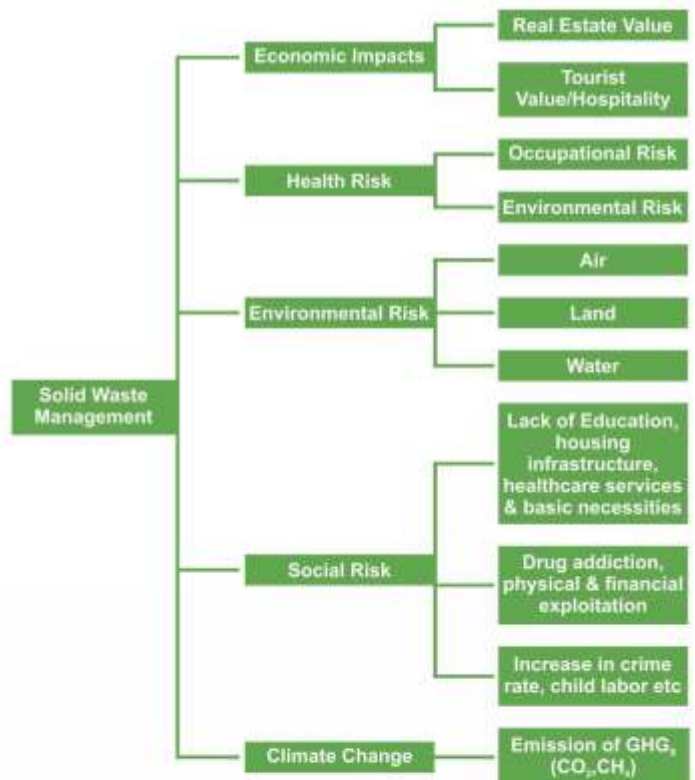 Solid Waste
Management
Economic Impacts
Real Estate Value
Tourist
Value/Hospitality
Health Risk
Occupational Risk
Environmental Risk
Environmental Risk
Air
Land
Water
Social Risk
Lack of Education,
housing
infrastructure,
healthcare services
& basic necessities
Drug addiction,
physical & financial
exploitation
Increase in crime
rate, child labor etc
Climate Change
Emission of GHGs
(CO₂,CH₄)